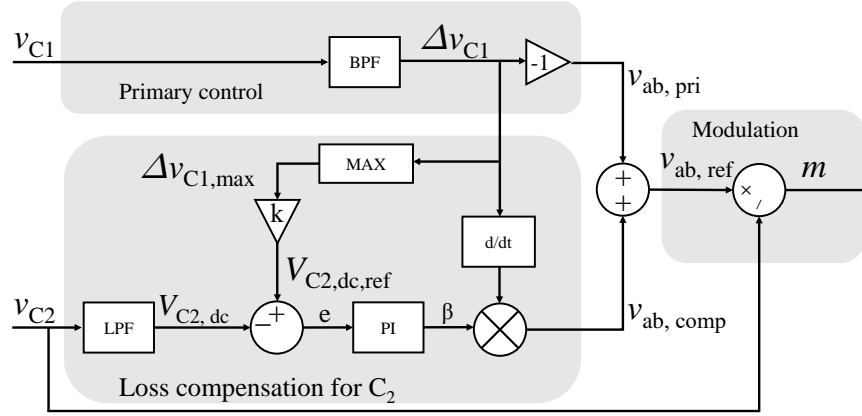 v_C1
BPF
Δv_C1
-1
Primary control
v_ab, pri
Modulation
MAX
Δv_C1,max
k
+
+
v_ab, ref
×
/
m
d/dt
V_C2,dc,ref
v_C2
LPF
V_C2, dc
−
+
e
PI
β
v_ab, comp
Loss compensation for C₂